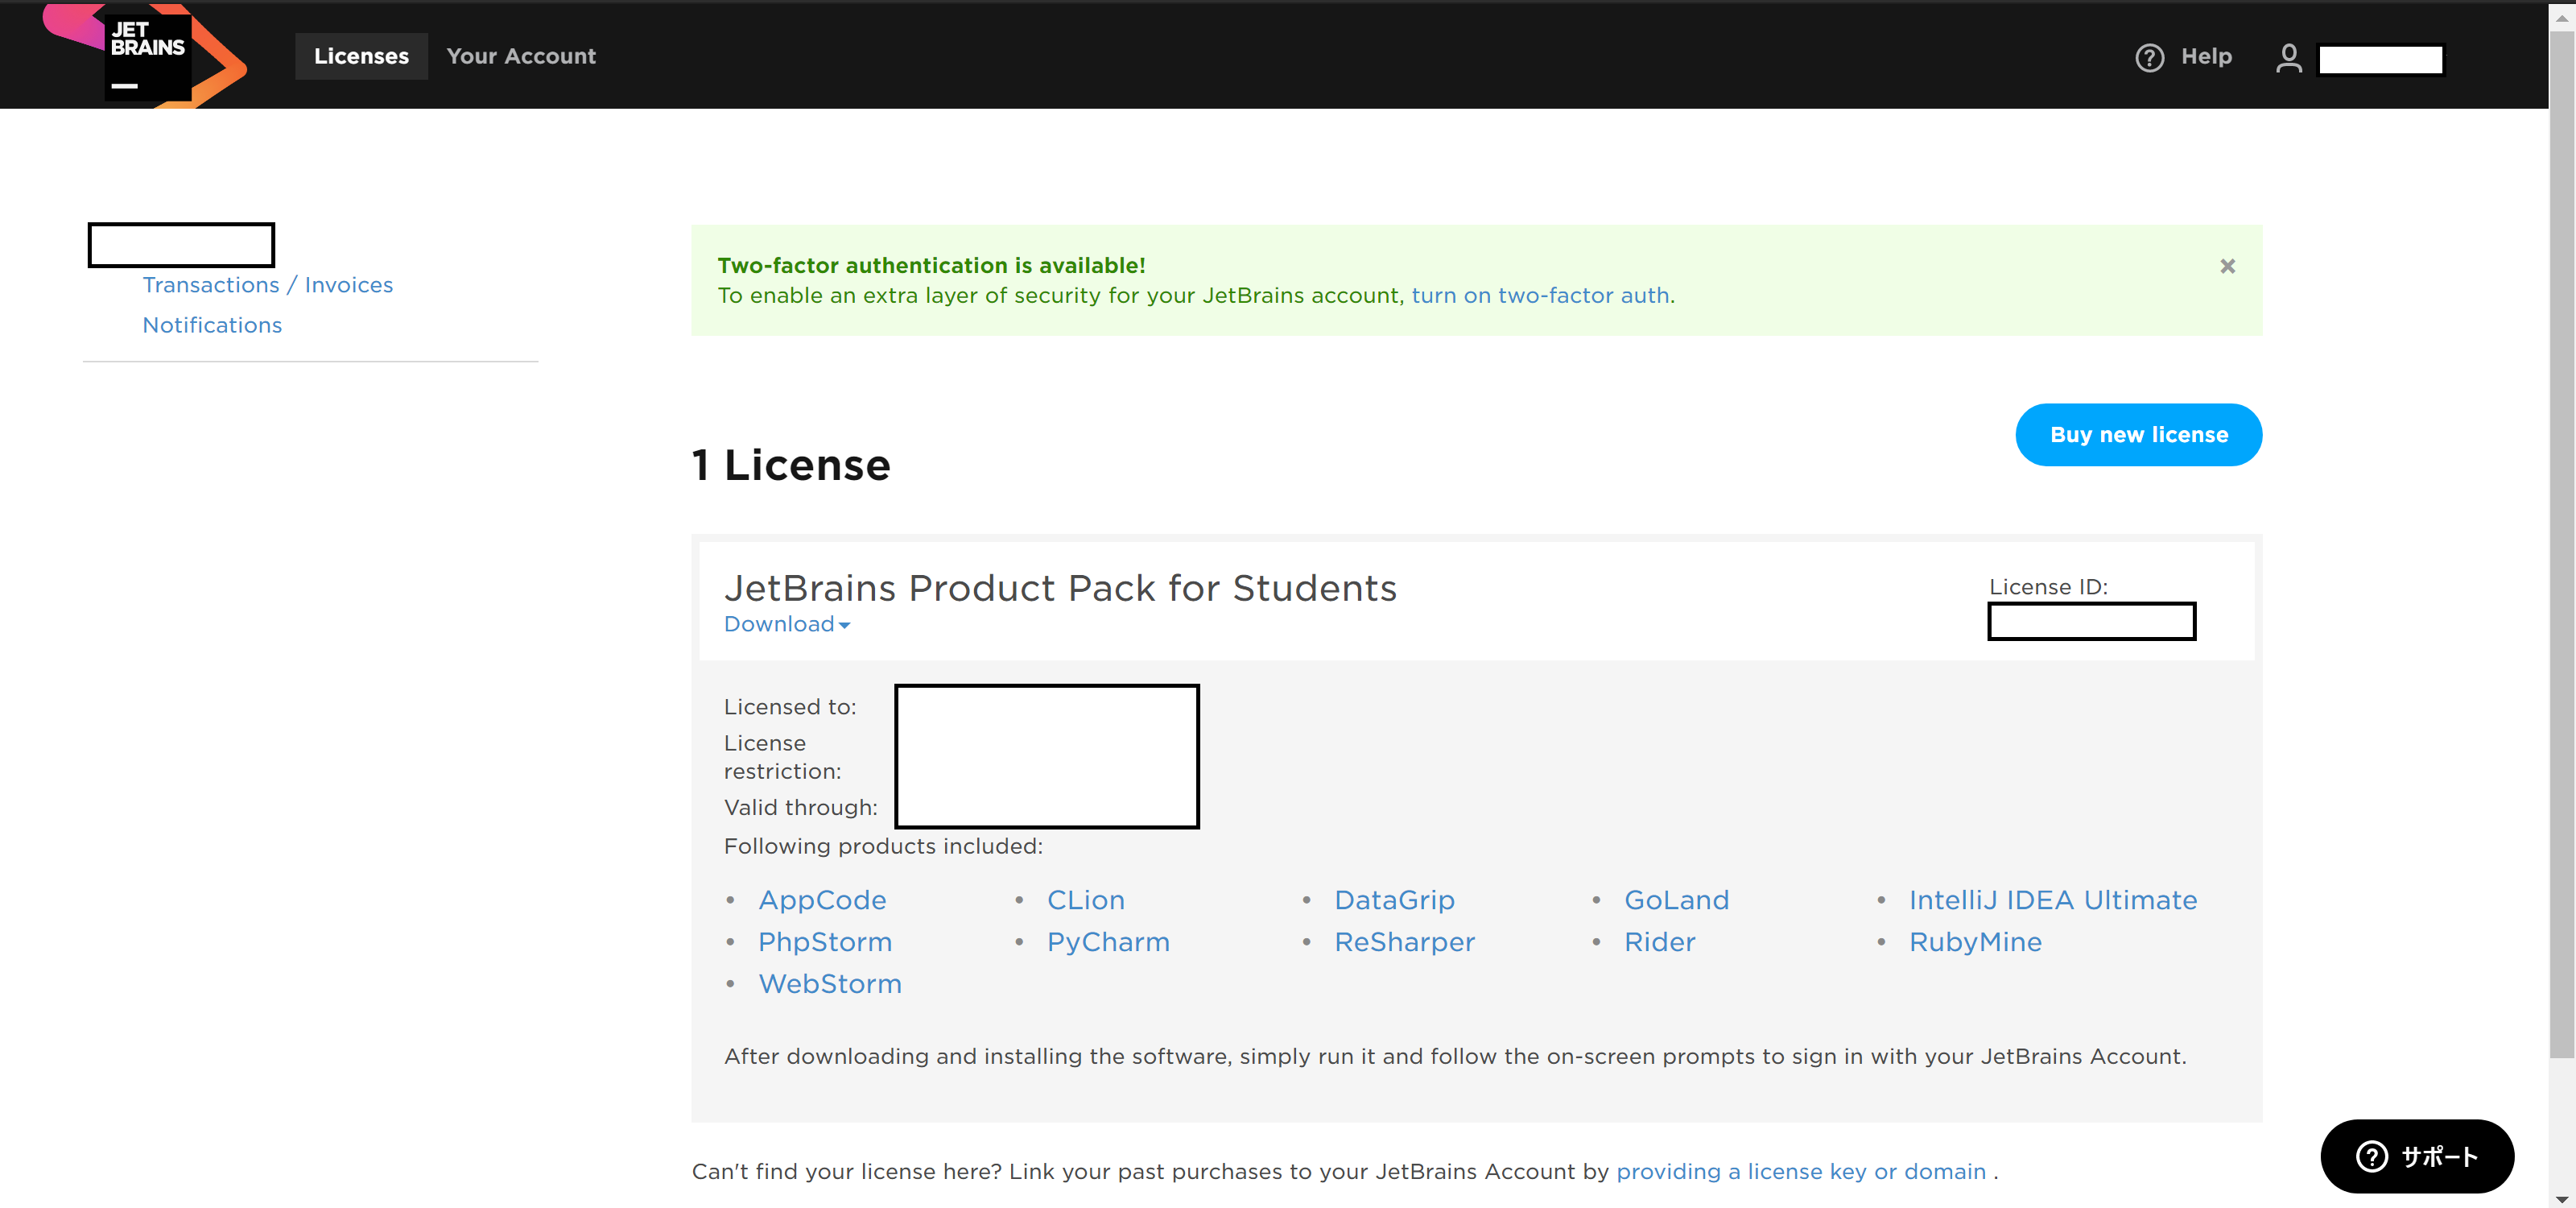 JET
BRAINS
Licenses
Your Account
Help
Transactions / Invoices
Notifications
Two-factor authentication is available!
To enable an extra layer of security for your JetBrains account, turn on two-factor auth.
Buy new license
1 License
JetBrains Product Pack for Students
Download
License ID:
Licensed to:
License
restriction:
Valid through:
Following products included:
• AppCode
• CLion
• DataGrip
• GoLand
• IntelliJ IDEA Ultimate
• PhpStorm
• PyCharm
• ReSharper
• Rider
• RubyMine
• WebStorm
After downloading and installing the software, simply run it and follow the on-screen prompts to sign in with your JetBrains Account.
Can't find your license here? Link your past purchases to your JetBrains Account by providing a license key or domain .
サポート